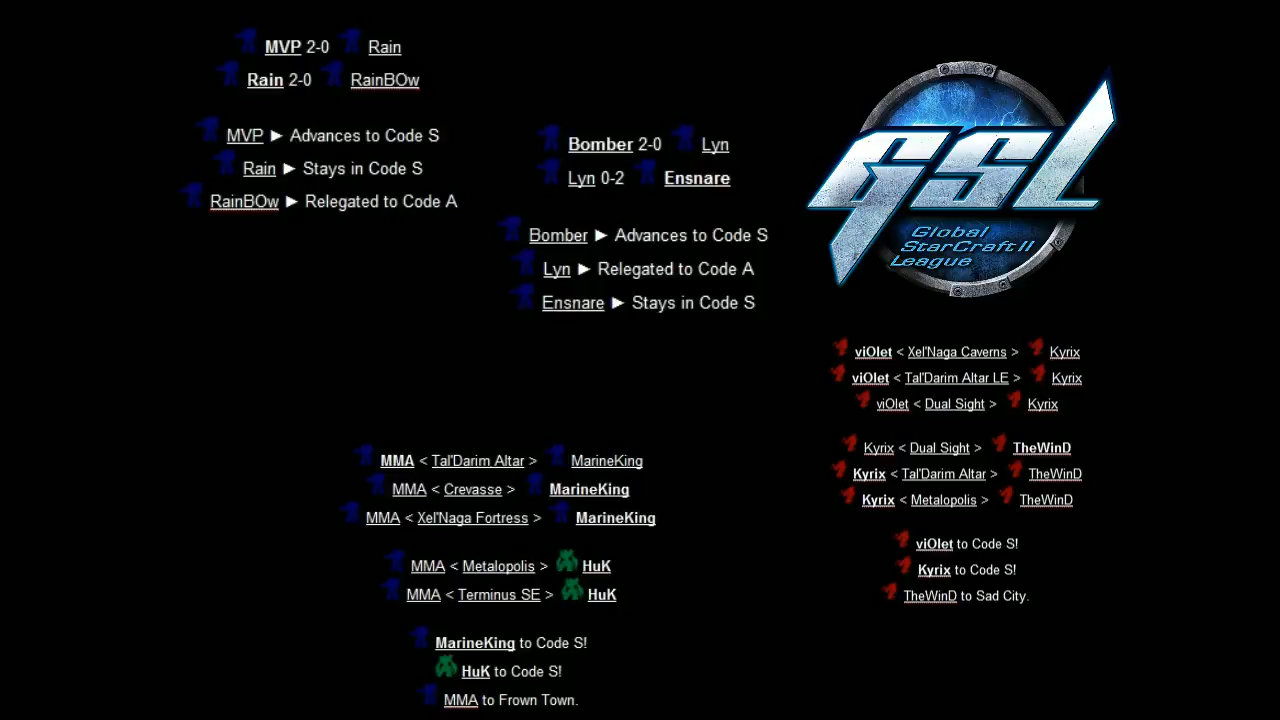 MVP 2-0 Rain
Rain 2-0 RainBOw
MVP ► Advances to Code S
Rain ► Stays in Code S
RainBOw ► Relegated to Code A
Bomber 2-0 Lyn
Lyn 0-2 Ensnare
Bomber ► Advances to Code S
Lyn ► Relegated to Code A
Ensnare ► Stays in Code S
GSL
Global
StarCraft II
League
viOlet < Xel'Naga Caverns > Kyrix
viOlet < Tal'Darim Altar LE > Kyrix
viOlet < Dual Sight > Kyrix
Kyrix < Dual Sight > TheWinD
Kyrix < Tal'Darim Altar > TheWinD
Kyrix < Metalopolis > TheWinD
viOlet to Code S!
Kyrix to Code S!
TheWinD to Sad City.
MMA < Tal'Darim Altar > MarineKing
MMA < Crevasse > MarineKing
MMA < Xel'Naga Fortress > MarineKing
MMA < Metalopolis > HuK
MMA < Terminus SE > HuK
MarineKing to Code S!
HuK to Code S!
MMA to Frown Town.